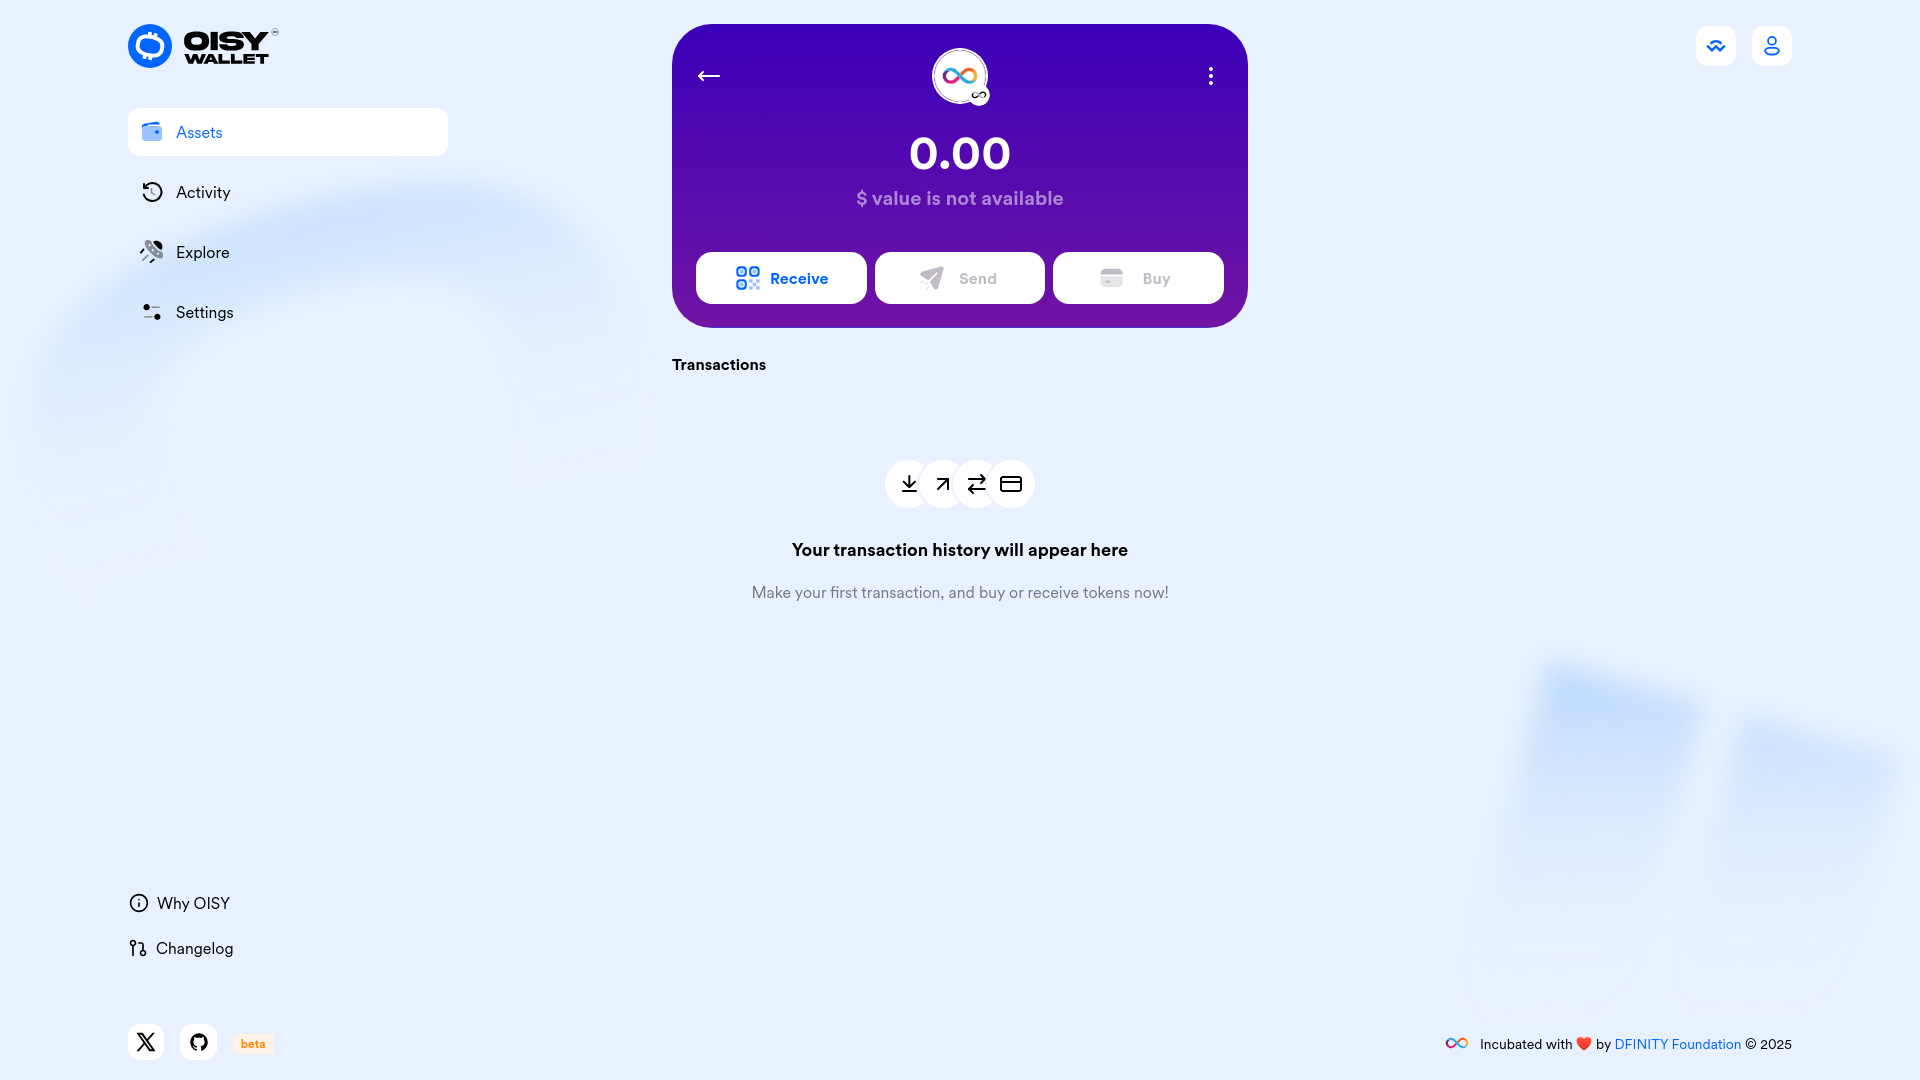 OISY
WALLET
Assets
Activity
Explore
Settings
0.00
$ value is not available
Receive
Send
Buy
Transactions
Your transaction history will appear here
Make your first transaction, and buy or receive tokens now!
Why OISY
Changelog
beta
Incubated with ❤️ by DFINITY Foundation © 2025